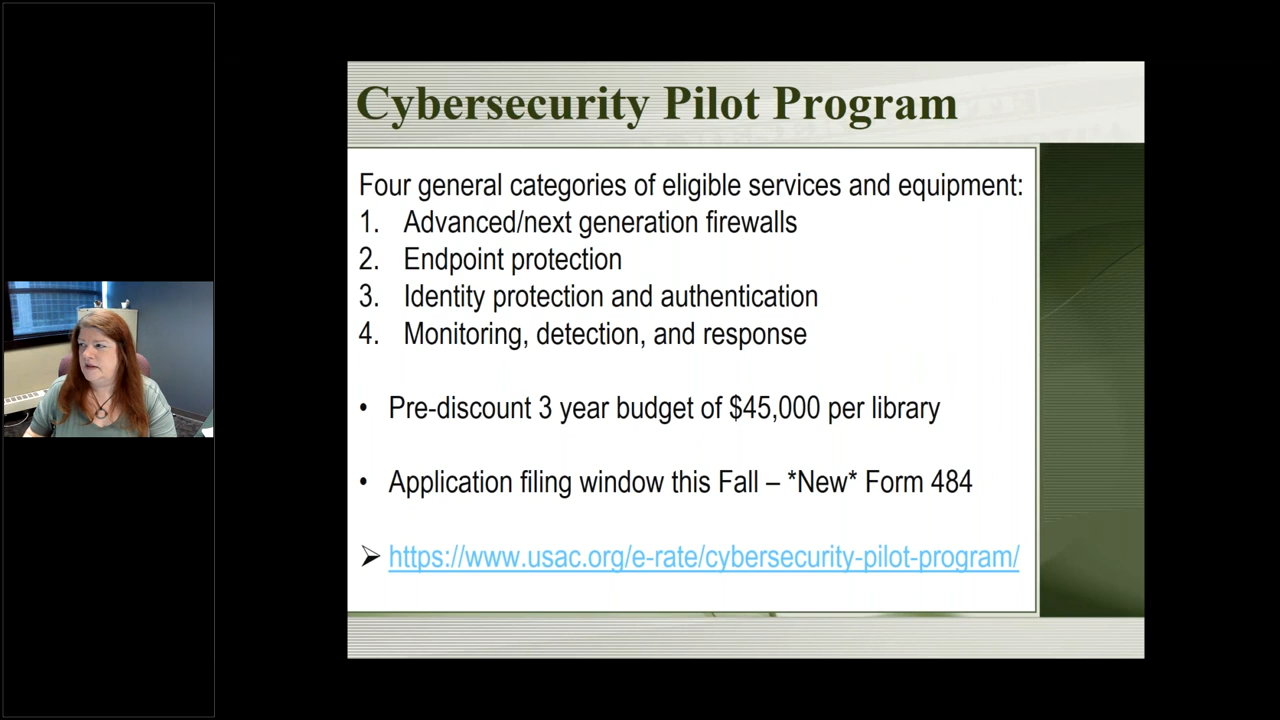 Cybersecurity Pilot Program
Four general categories of eligible services and equipment:
1. Advanced/next generation firewalls
2. Endpoint protection
3. Identity protection and authentication
4. Monitoring, detection, and response
• Pre-discount 3 year budget of $45,000 per library
• Application filing window this Fall – *New* Form 484
➢ https://www.usac.org/e-rate/cybersecurity-pilot-program/